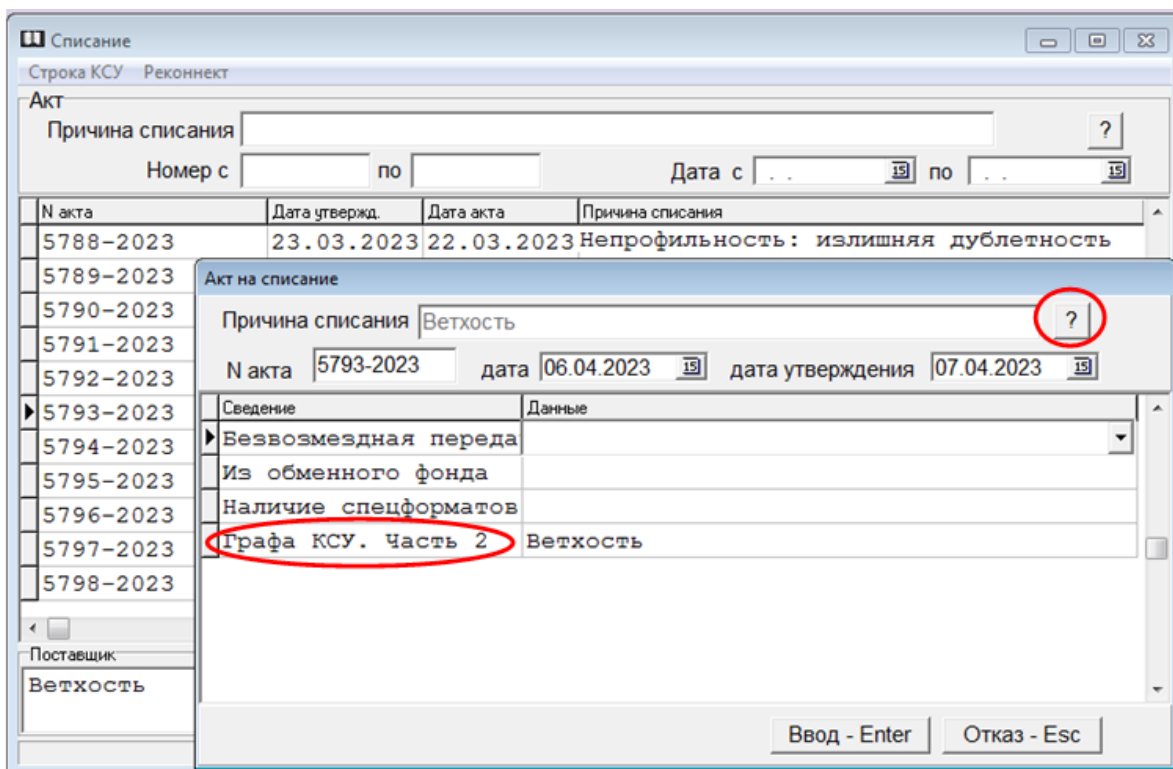 Списание
Строка КСУ Реконнект
Акт
Причина списания ?
Номер с по Дата с . . 15 по . . 15
N акта Дата утвержд. Дата акта Причина списания
5788-2023 23.03.2023 22.03.2023 Непрофильность: излишняя дублетность
5789-2023
5790-2023
5791-2023
5792-2023
5793-2023
5794-2023
5795-2023
5796-2023
5797-2023
5798-2023
Поставщик
Ветхость
Акт на списание
Причина списания Ветхость ?
N акта 5793-2023 дата 06.04.2023 15 дата утверждения 07.04.2023 15
Сведение Данные
Безвозмездная переда
Из обменного фонда
Наличие спецформатов
Графа КСУ. Часть 2 Ветхость
Ввод - Enter Отказ - Esc